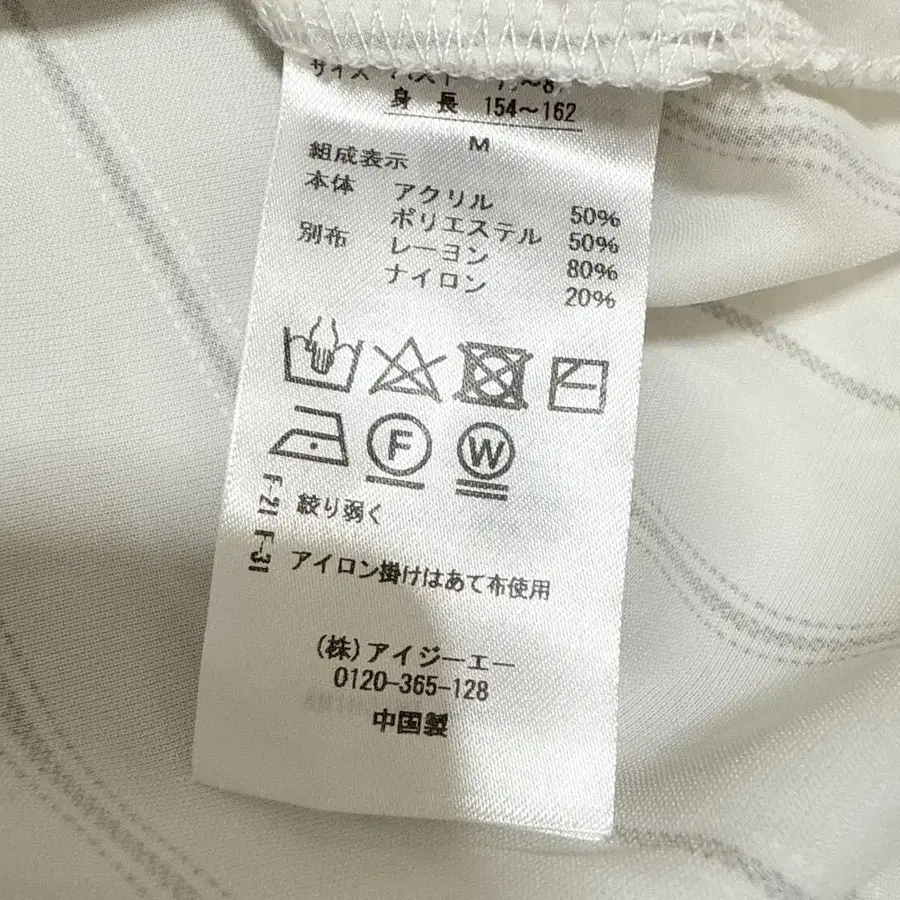 サイズ
身長 154～162
M
組成表示
本体 アクリル 50%
ポリエステル 50%
別布 レーヨン 80%
ナイロン 20%
F
W
F-21 絞り弱く
F-31 アイロン掛けはあて布使用
(株)アイジーエー
0120-365-128
中国製